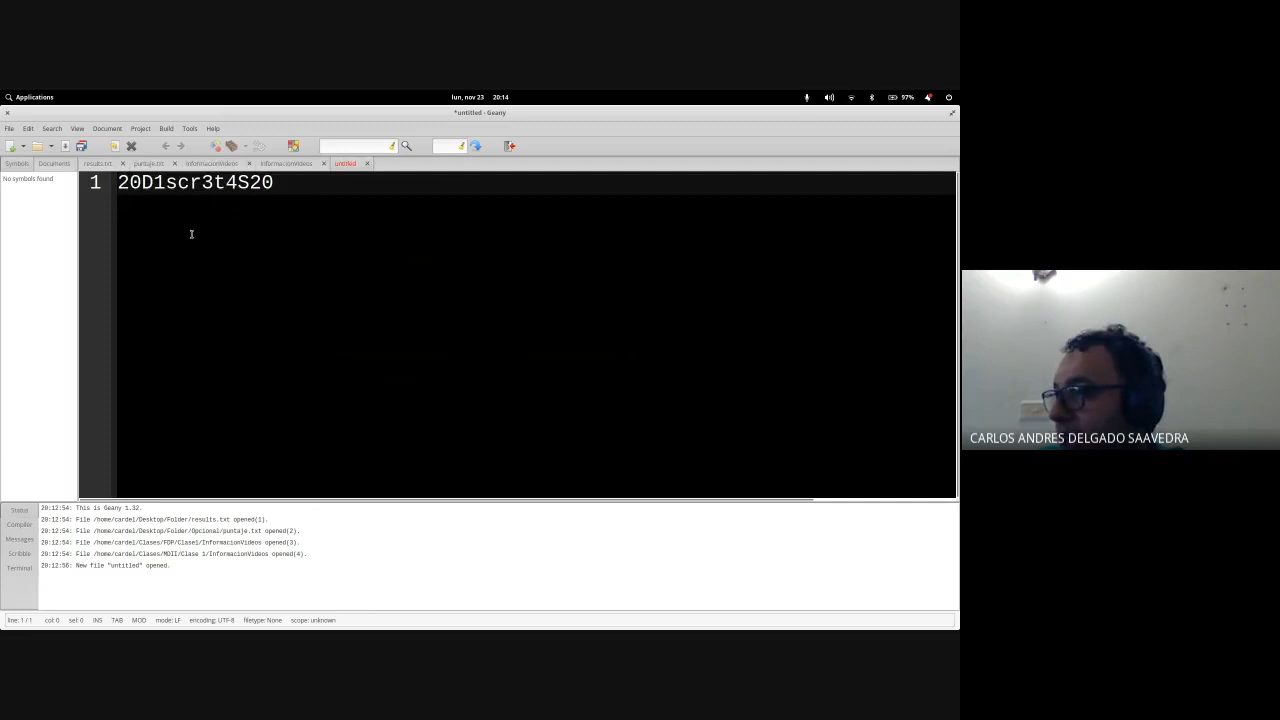 Applications
lun, nov 23 20:14
97%
*untitled - Geany
File Edit Search View Document Project Build Tools Help
Symbols Documents results.txt puntaje.txt InformacionVideos InformacionVideos untitled
No symbols found
1 20D1scr3t4S20
CARLOS ANDRES DELGADO SAAVEDRA
Status
Compiler
Messages
Scribble
Terminal
20:12:54: This is Geany 1.32.
20:12:54: File /home/cardel/Desktop/Folder/results.txt opened(1).
20:12:54: File /home/cardel/Desktop/Folder/Opcional/puntaje.txt opened(2).
20:12:54: File /home/cardel/Clases/FDP/Clase1/InformacionVideos opened(3).
20:12:54: File /home/cardel/Clases/MDII/Clase 1/InformacionVideos opened(4).
20:12:56: New file "untitled" opened.
line: 1 / 1 col: 0 sel: 0 INS TAB MOD mode: LF encoding: UTF-8 filetype: None scope: unknown